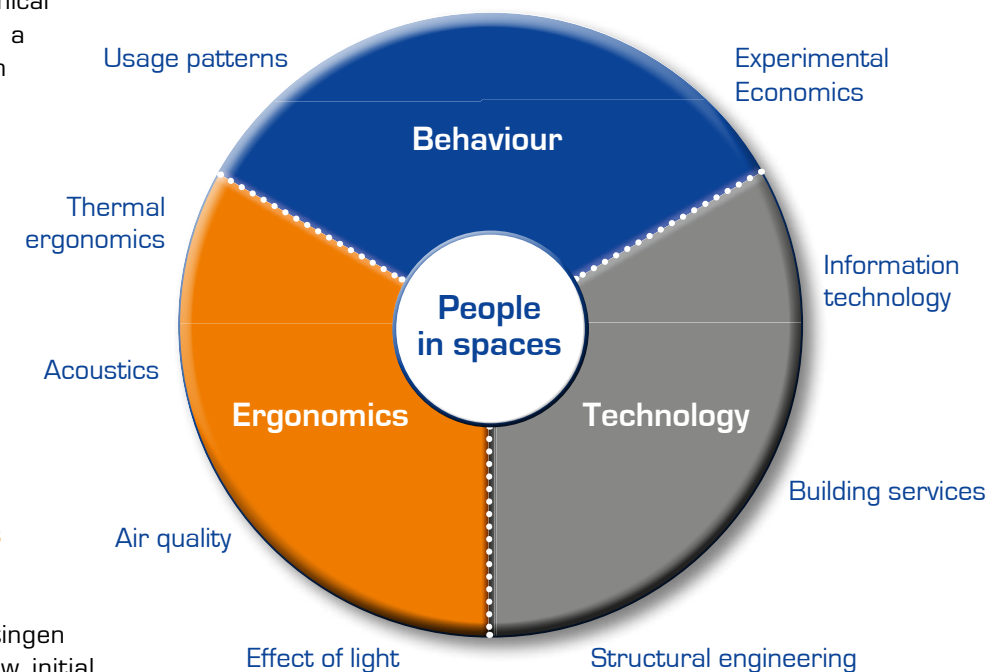 a
Usage patterns
Experimental
Economics
Behaviour
Thermal
ergonomics
Information
technology
People
in spaces
Acoustics
Ergonomics
Technology
Building services
Air quality
Effect of light
Structural engineering
initial